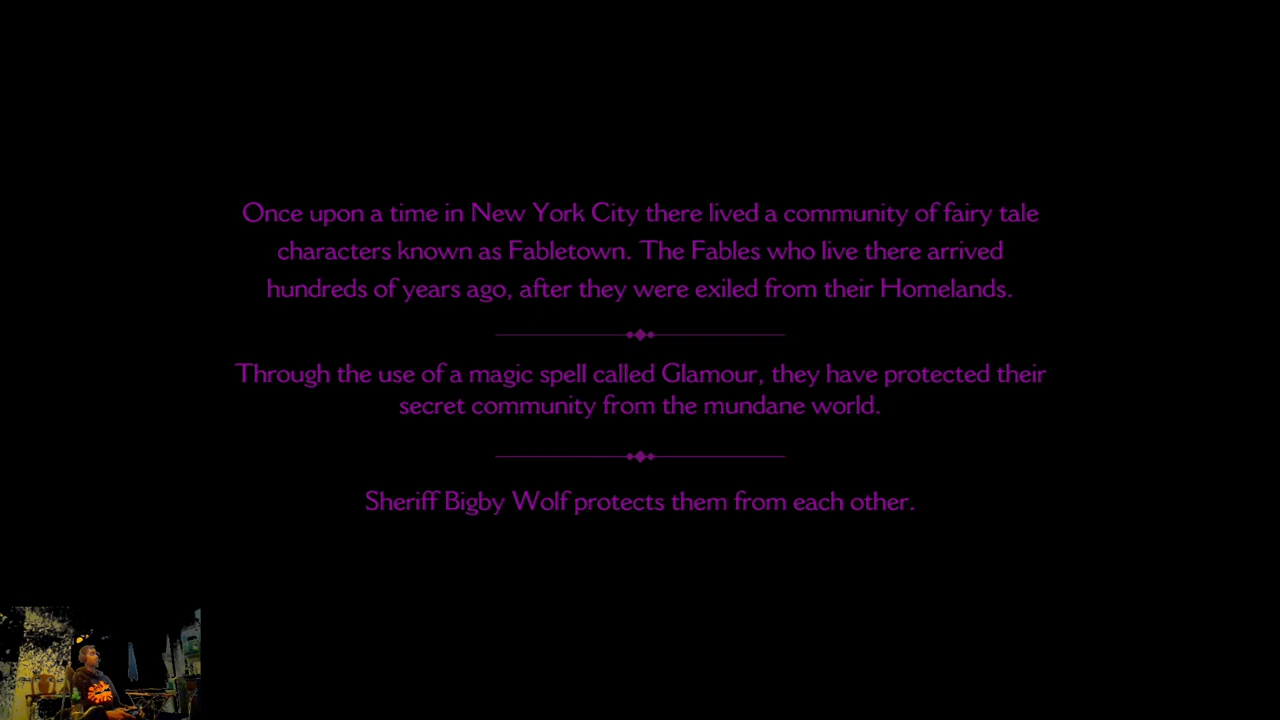 Once upon a time in New York City there lived a community of fairy tale
characters known as Fabletown. The Fables who live there arrived
hundreds of years ago, after they were exiled from their Homelands.
Through the use of a magic spell called Glamour, they have protected their
secret community from the mundane world.
Sheriff Bigby Wolf protects them from each other.